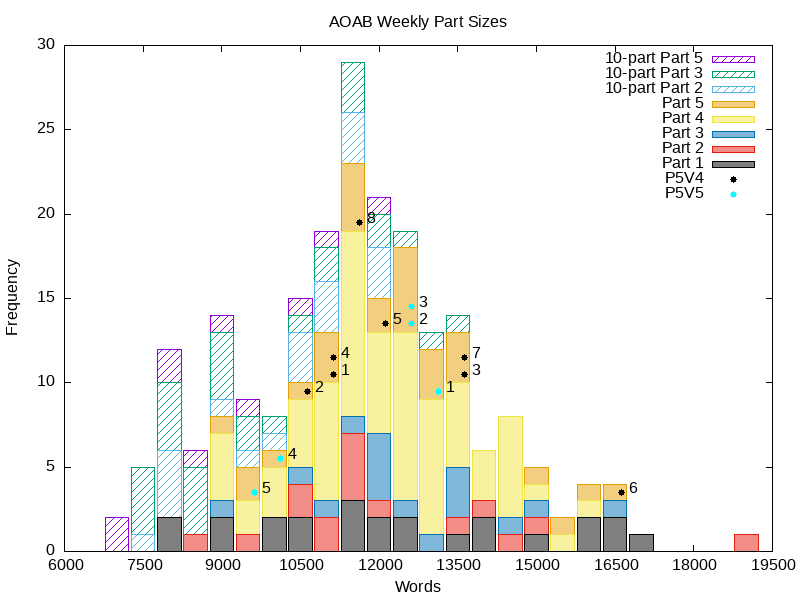 AOAB Weekly Part Sizes
30
25
20
15
10
5
0
Frequency
10-part Part 5
10-part Part 3
10-part Part 2
Part 5
Part 4
Part 3
Part 2
Part 1
P5V4
P5V5
8
3
5
2
4
7
1
3
2
1
4
5
6
6000
7500
9000
10500
12000
13500
15000
16500
18000
19500
Words